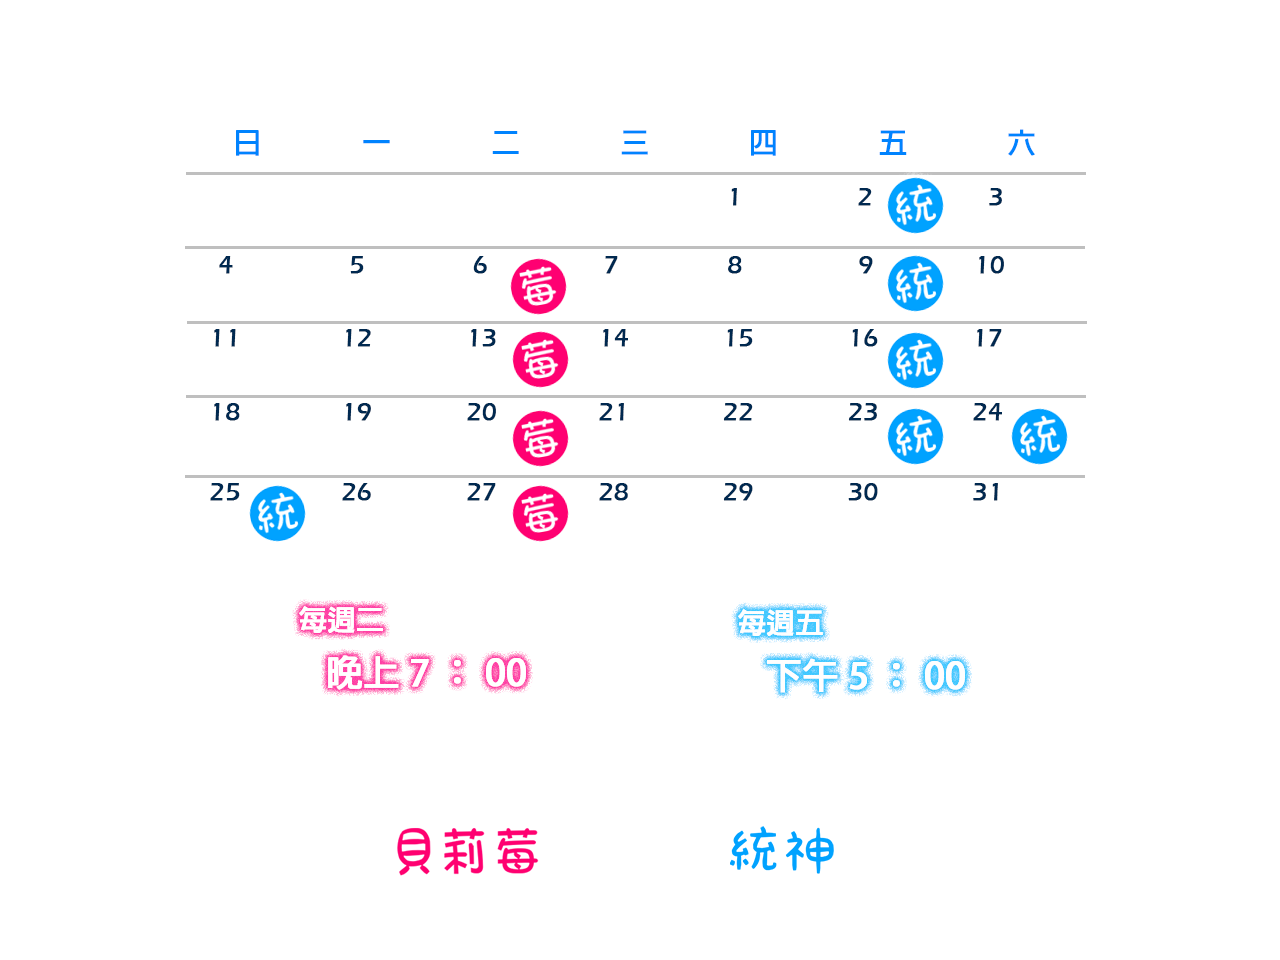 日 一 二 三 四 五 六
1 2 統 3
4 5 6 莓 7 8 9 統 10
11 12 13 莓 14 15 16 統 17
18 19 20 莓 21 22 23 統 24 統
25 統 26 27 莓 28 29 30 31
每週二
晚上7：00
每週五
下午5：00
貝莉莓
統神